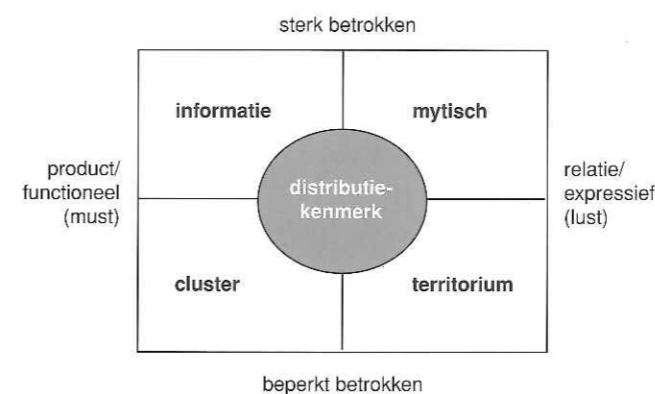 sterk betrokken
informatie
mytisch
product/
functioneel
(must)
distributie-
kenmerk
relatie/
expressief
(lust)
cluster
territorium
beperkt betrokken